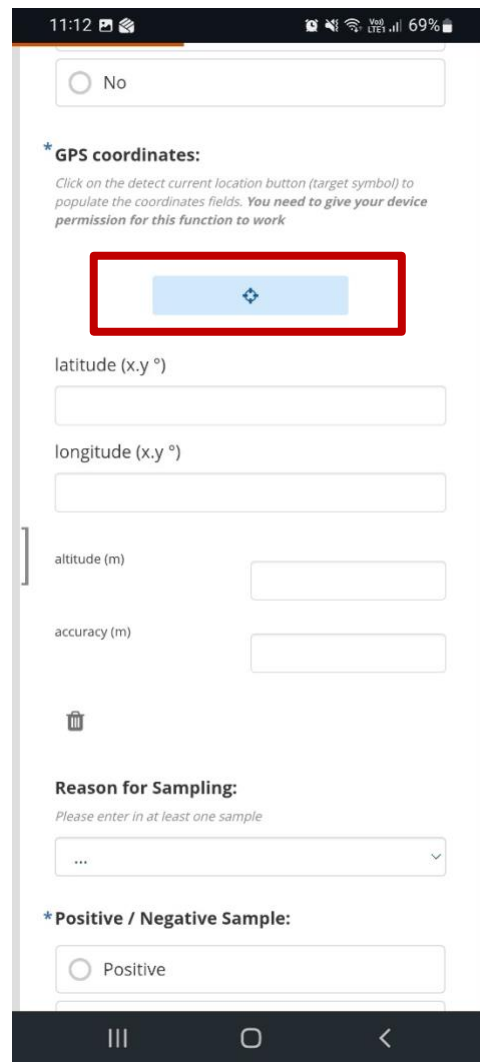 11:12 Vo)) LTE1 69%
No
* GPS coordinates:
Click on the detect current location button (target symbol) to
populate the coordinates fields. You need to give your device
permission for this function to work
latitude (x.y °)
longitude (x.y °)
altitude (m)
accuracy (m)
Reason for Sampling:
Please enter in at least one sample
...
* Positive / Negative Sample:
Positive